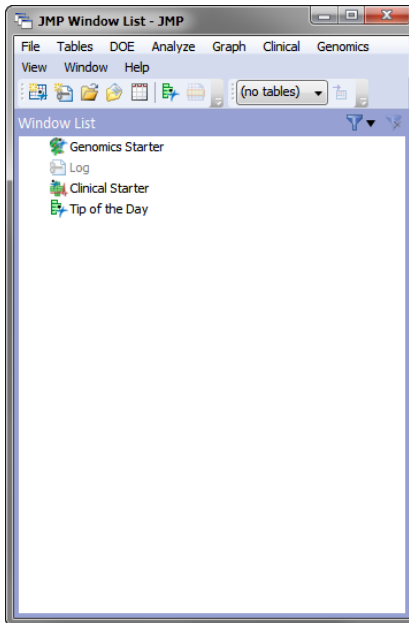 JMP Window List - JMP
File Tables DOE Analyze Graph Clinical Genomics
View Window Help
(no tables)
Window List
Genomics Starter
Log
Clinical Starter
Tip of the Day